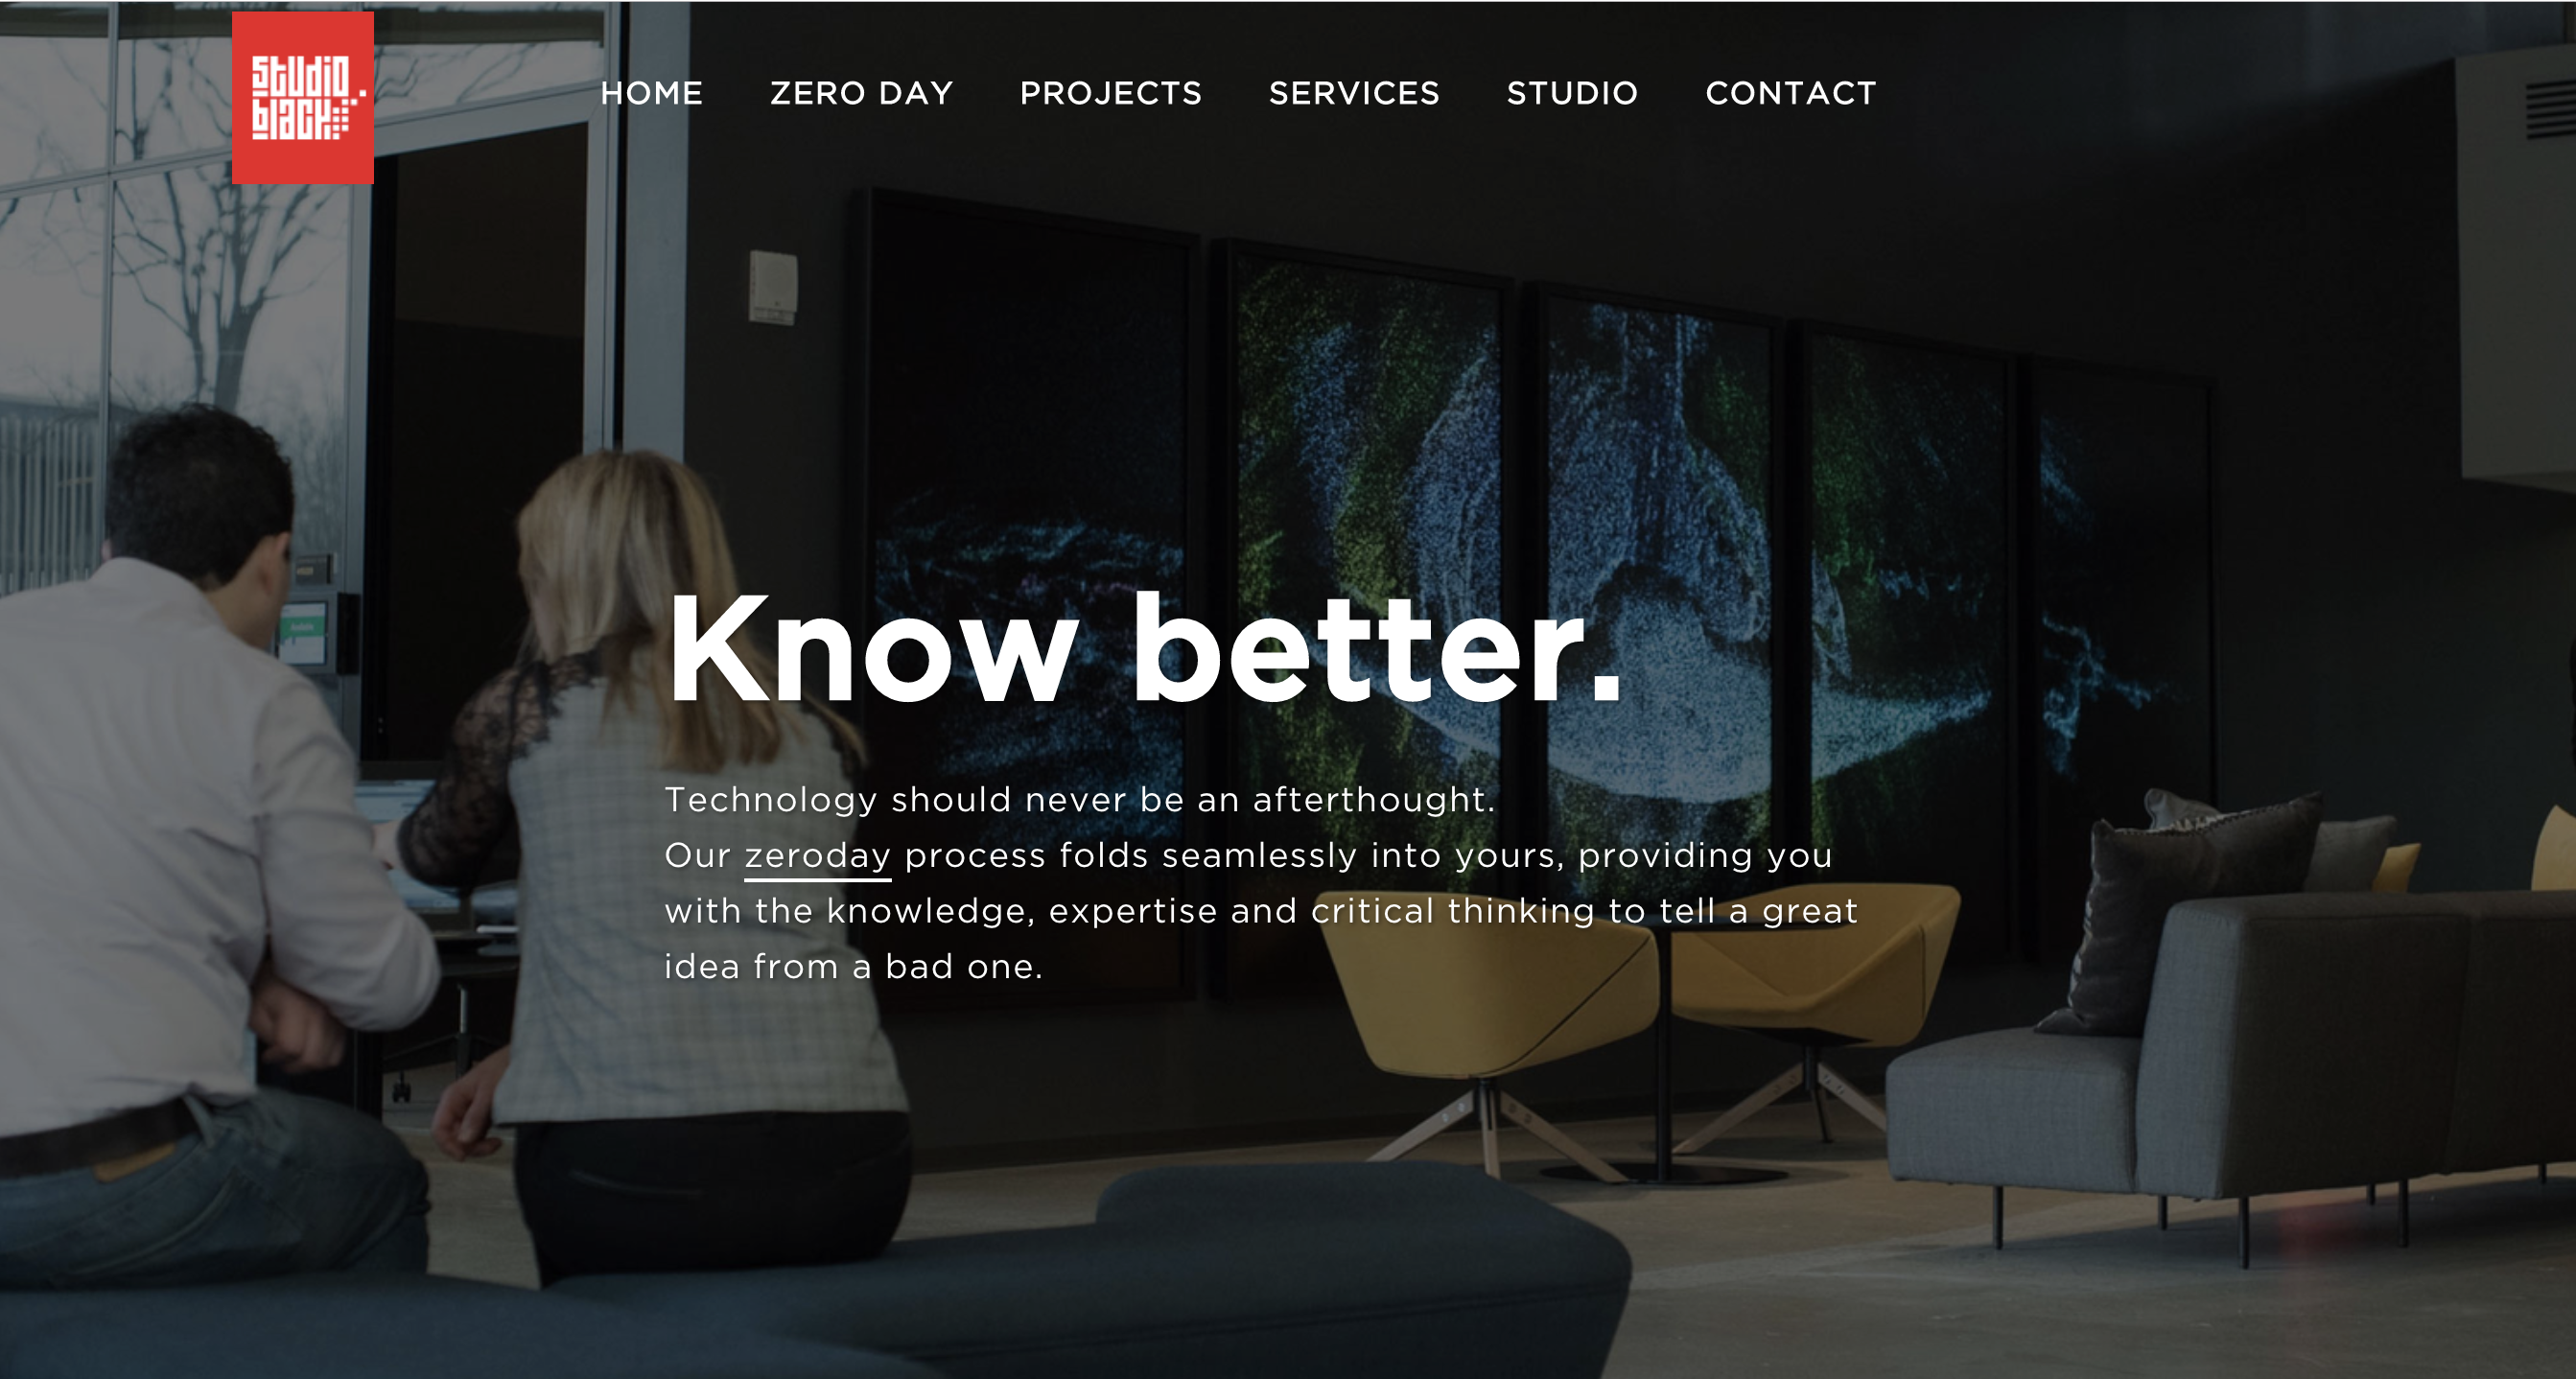 studio
black
HOME ZERO DAY PROJECTS SERVICES STUDIO CONTACT
Know better.
Technology should never be an afterthought.
Our zeroday process folds seamlessly into yours, providing you
with the knowledge, expertise and critical thinking to tell a great
idea from a bad one.